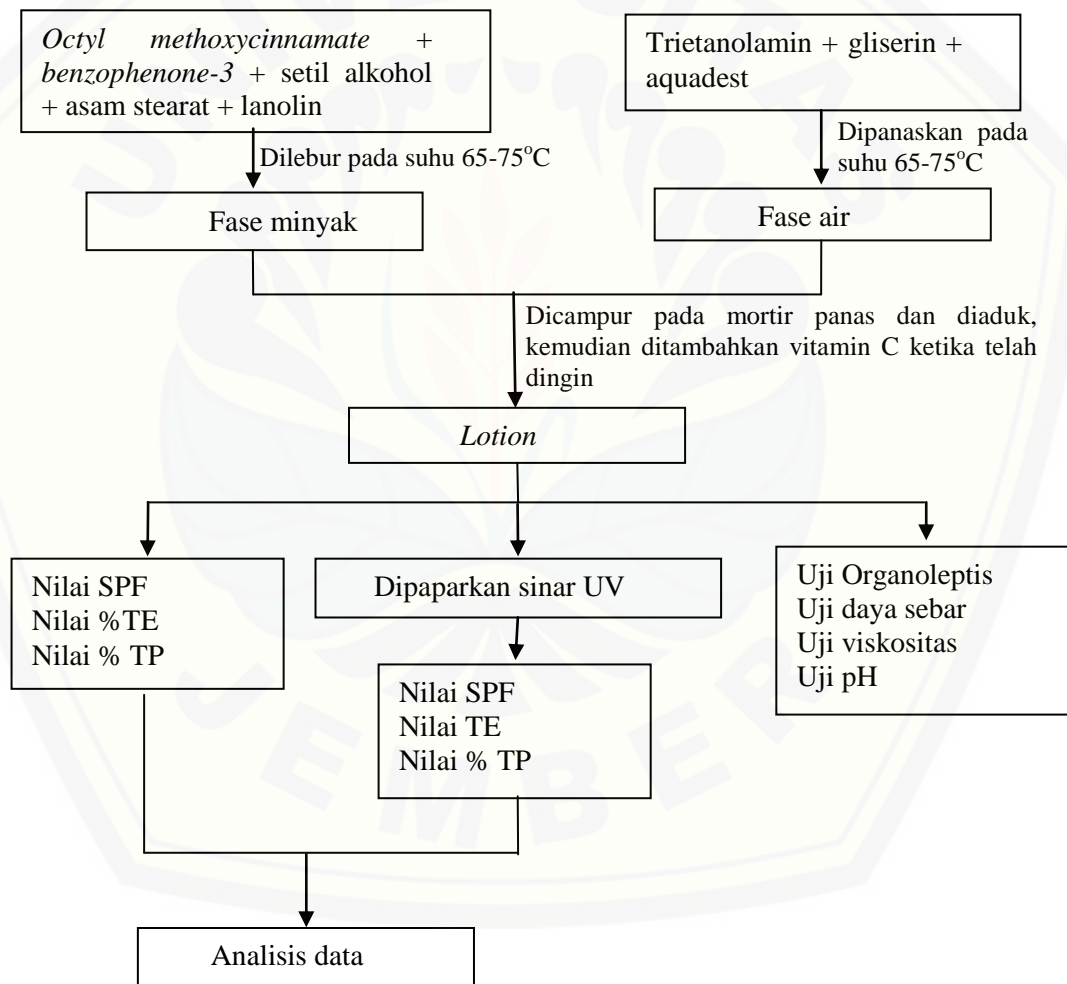 Octyl methoxycinnamate +
benzophenone-3 + setil alkohol
+ asam stearat + lanolin
Trietanolamin + gliserin +
aquadest
Dilebur pada suhu 65-75°C
Dipanaskan pada
suhu 65-75°C
Fase minyak
Fase air
Dicampur pada mortir panas dan diaduk,
kemudian ditambahkan vitamin C ketika telah
dingin
Lotion
Nilai SPF
Nilai %TE
Nilai % TP
Dipaparkan sinar UV
Nilai SPF
Nilai TE
Nilai % TP
Uji Organoleptis
Uji daya sebar
Uji viskositas
Uji pH
Analisis data
UNIVERSITAS
JEMBER